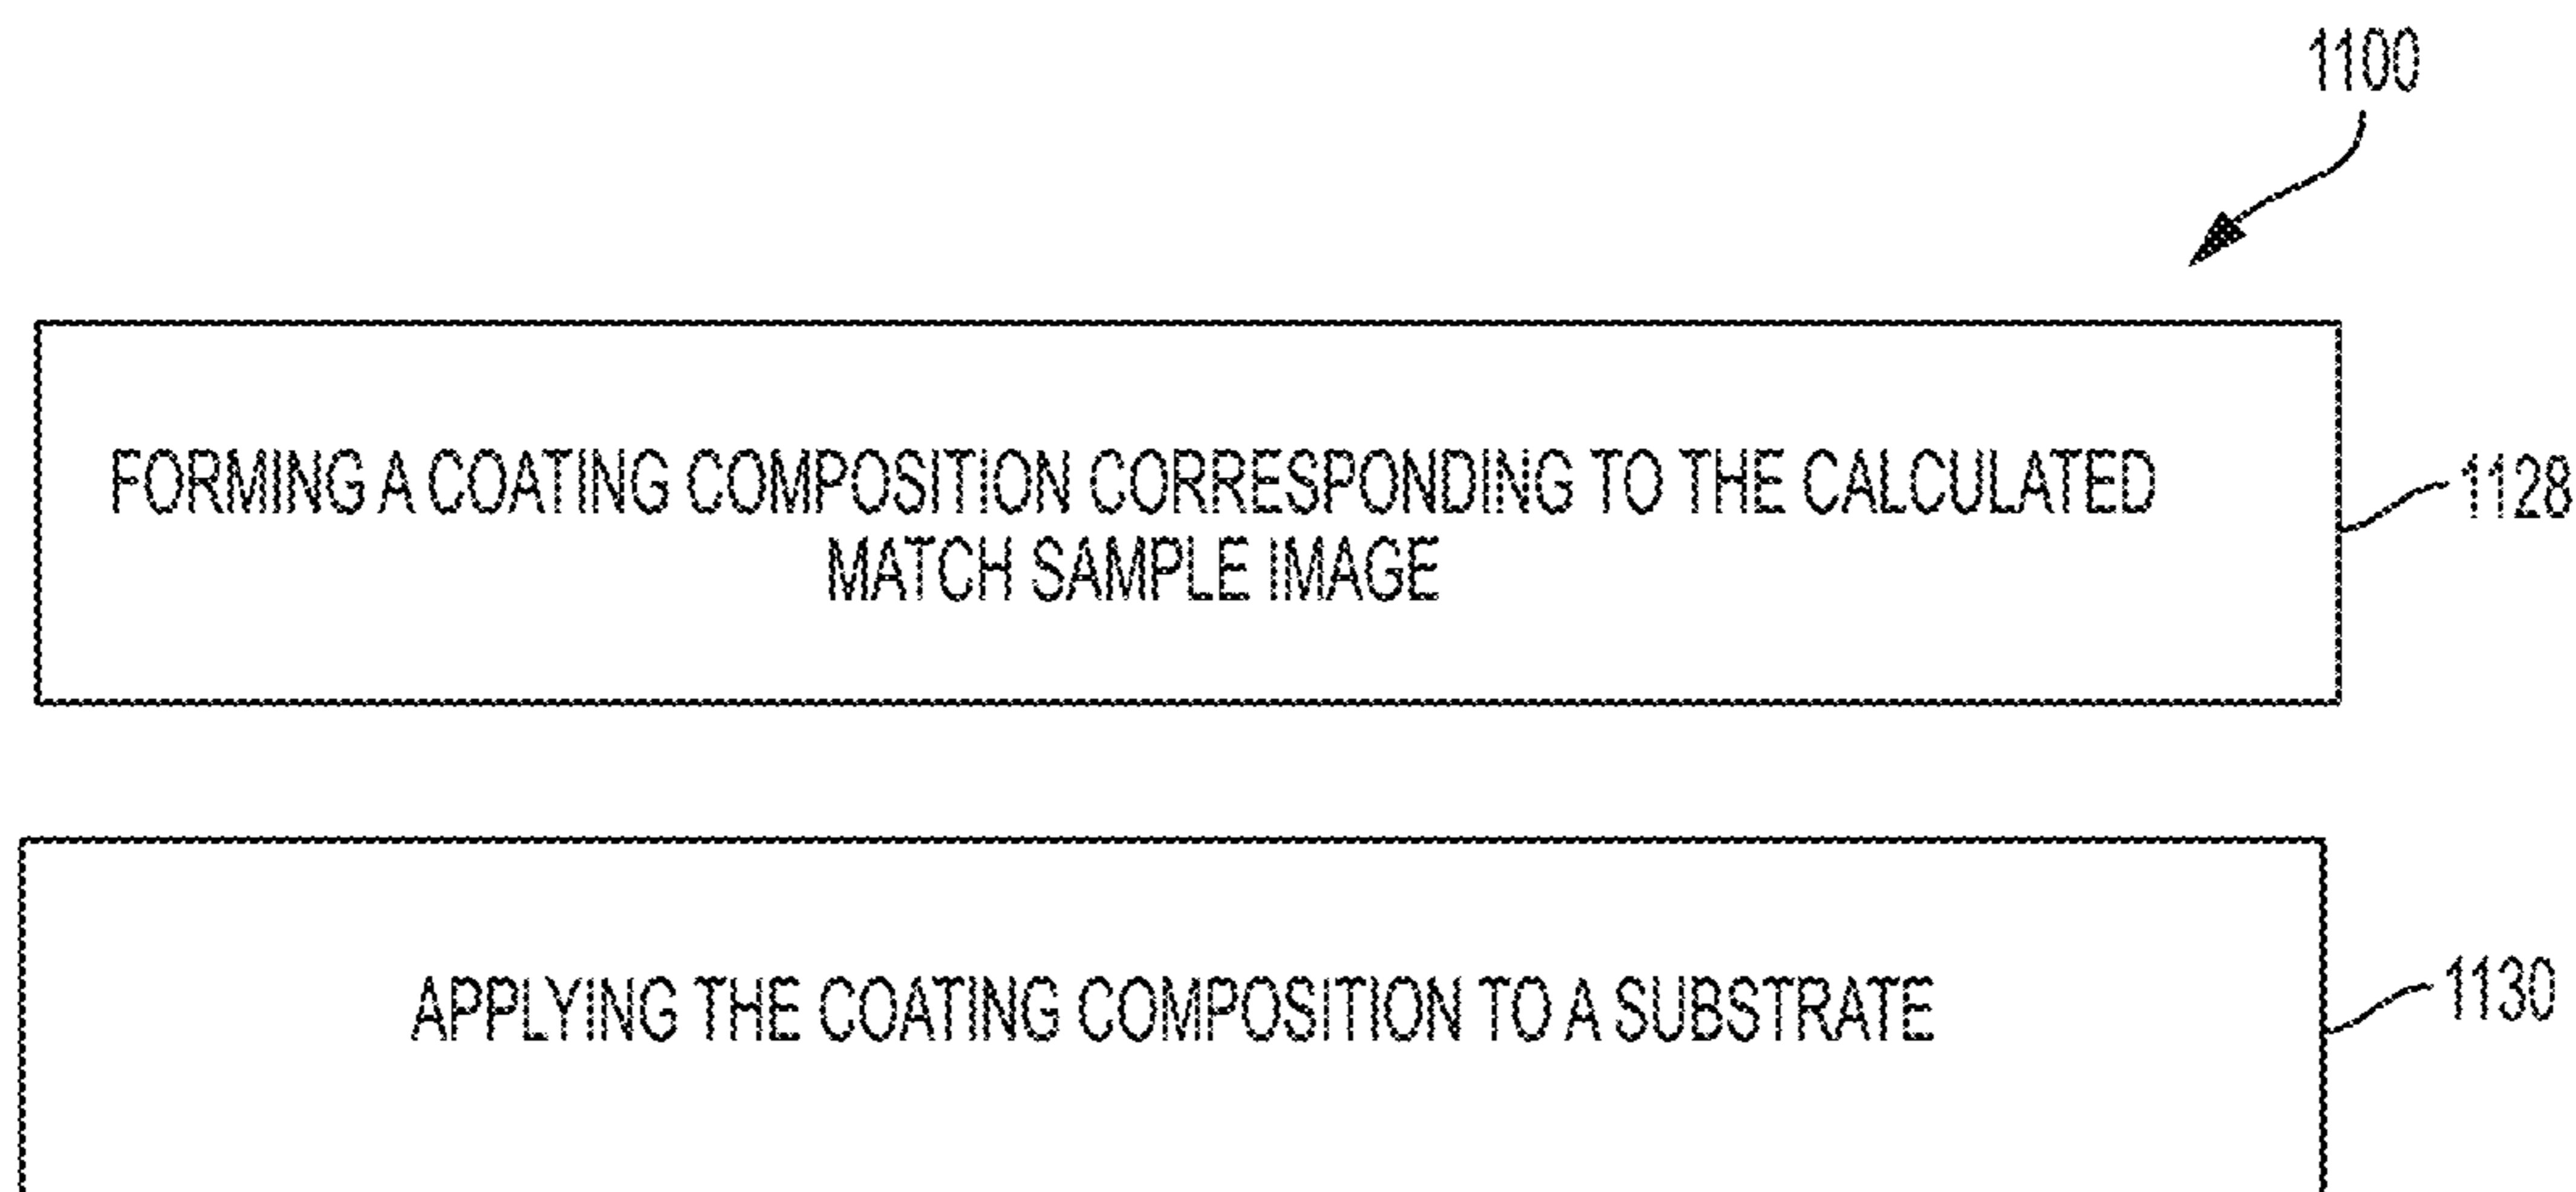 1100
FORMING A COATING COMPOSITION CORRESPONDING TO THE CALCULATED
MATCH SAMPLE IMAGE
1128
APPLYING THE COATING COMPOSITION TO A SUBSTRATE
1130